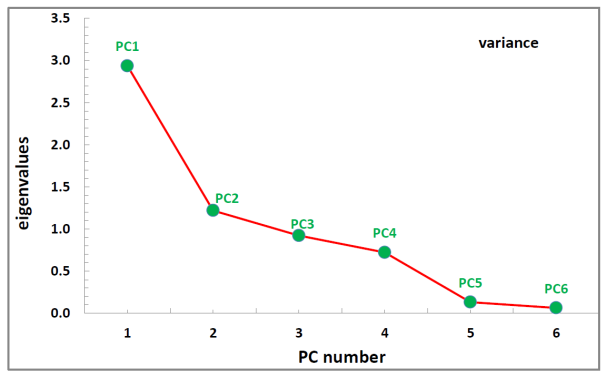 variance
eigenvalues
3.5
3.0
2.5
2.0
1.5
1.0
0.5
0.0
PC1
PC2
PC3
PC4
PC5
PC6
1 2 3 4 5 6
PC number